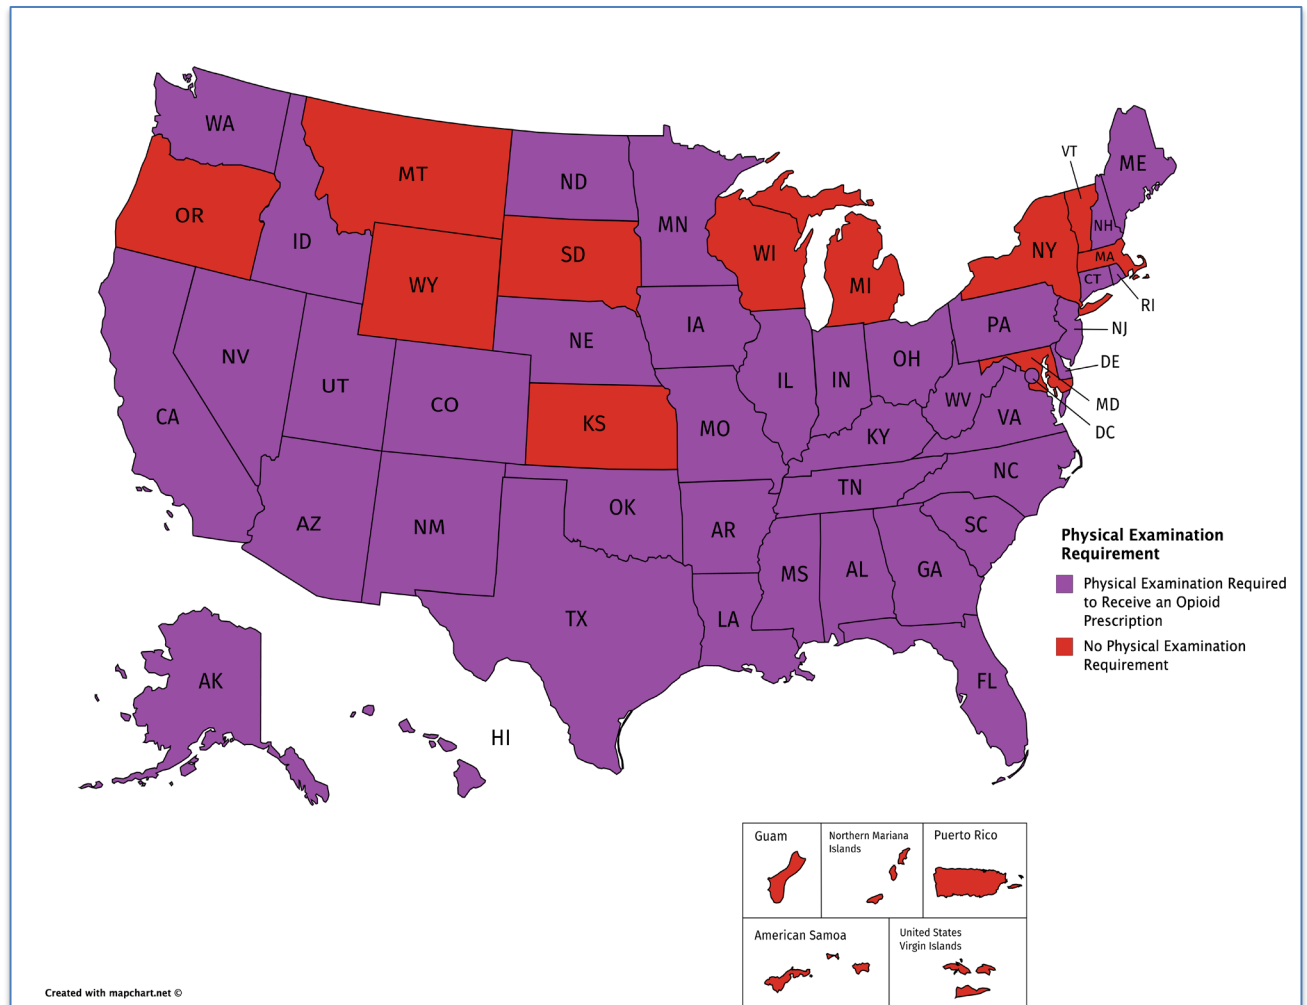 WA
VT
ME
MT
ND
OR
MN
NH
ID
SD
WI
NY
MA
WY
MI
CT
RI
IA
PA
NJ
NE
NV
OH
DE
UT
IL
IN
CO
WV
MD
CA
KS
MO
VA
DC
KY
NC
TN
OK
AZ
NM
AR
SC
Physical Examination
Requirement
MS
AL
GA
Physical Examination Required
to Receive an Opioid
Prescription
TX
LA
No Physical Examination
Requirement
AK
FL
HI
Guam
Northern Mariana
Islands
Puerto Rico
American Samoa
United States
Virgin Islands
Created with mapchart.net ©